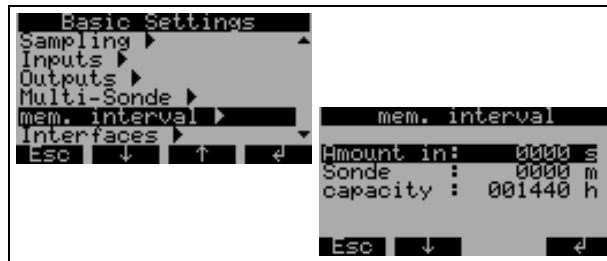 Basic Settings
Sampling ▶
Inputs ▶
Outputs ▶
Multi-Sonde ▶
mem. interval ▶
Interfaces ▶
Esc ↓ ↑ ↲
mem. interval
Amount in: 0000 s
Sonde : 0000 m
capacity : 001440 h
Esc ↓ ↲